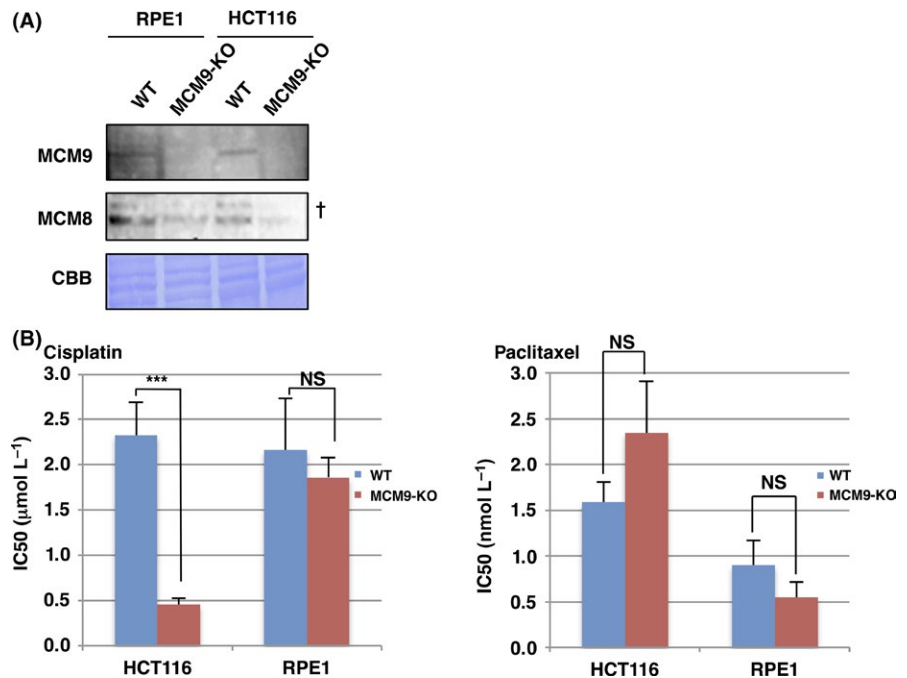 (A)
RPE1 HCT116
WT MCM9-KO WT MCM9-KO
MCM9
MCM8 †
CBB
(B)
Cisplatin
IC50 (μmol L⁻¹)
3.0
2.5
2.0
1.5
1.0
0.5
0.0
***
NS
WT
MCM9-KO
HCT116 RPE1
Paclitaxel
IC50 (nmol L⁻¹)
3.0
2.5
2.0
1.5
1.0
0.5
0.0
NS
NS
WT
MCM9-KO
HCT116 RPE1